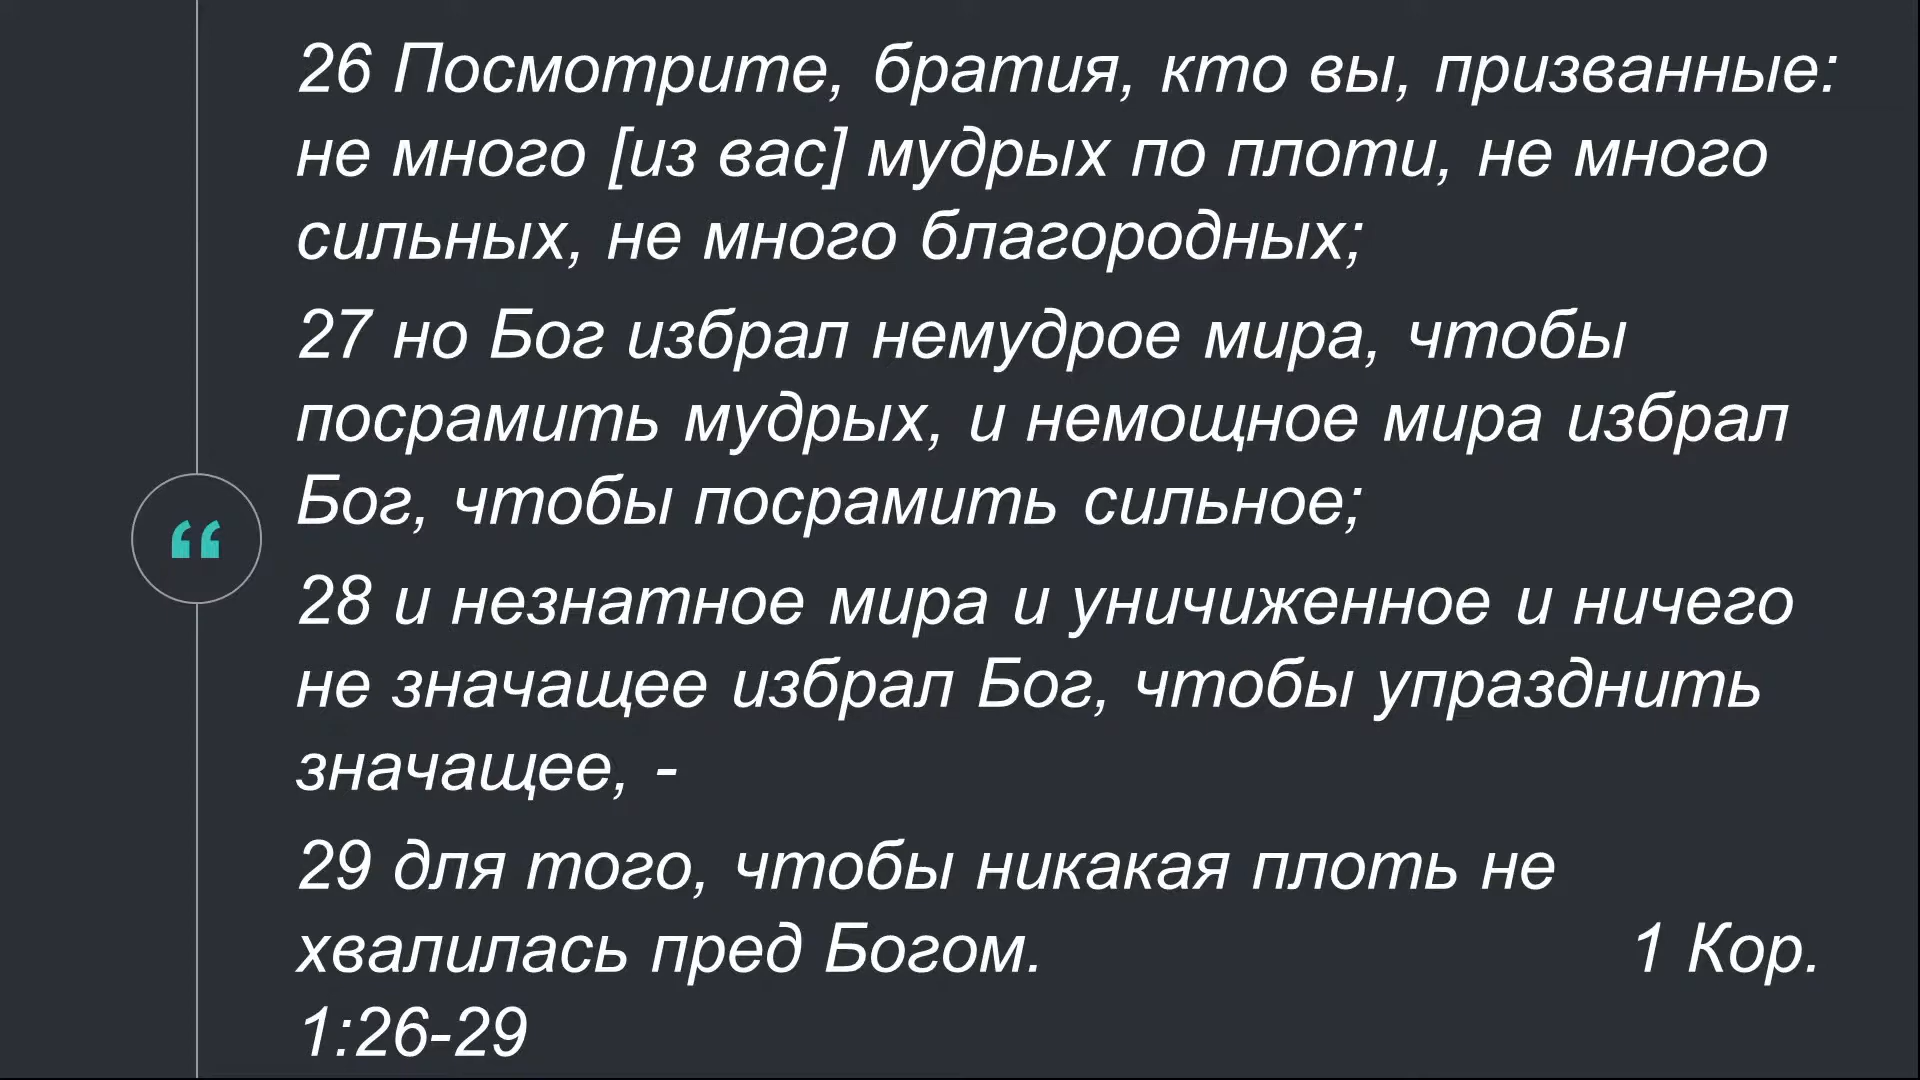 26 Посмотрите, братия, кто вы, призванные:
не много [из вас] мудрых по плоти, не много
сильных, не много благородных;
27 но Бог избрал немудрое мира, чтобы
посрамить мудрых, и немощное мира избрал
Бог, чтобы посрамить сильное;
28 и незнатное мира и уничиженное и ничего
не значащее избрал Бог, чтобы упразднить
значащее, -
29 для того, чтобы никакая плоть не
хвалилась пред Богом. 1 Кор.
1:26-29